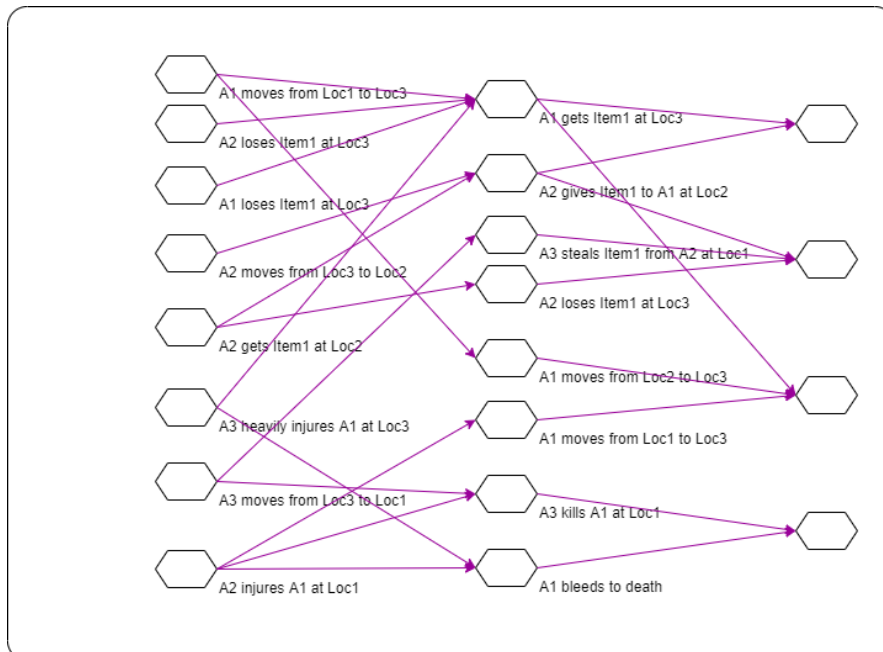 A1 moves from Loc1 to Loc3
A2 loses Item1 at Loc3
A1 loses Item1 at Loc3
A2 moves from Loc3 to Loc2
A2 gets Item1 at Loc2
A3 heavily injures A1 at Loc3
A3 moves from Loc3 to Loc1
A2 injures A1 at Loc1
A1 gets Item1 at Loc3
A2 gives Item1 to A1 at Loc2
A3 steals Item1 from A2 at Loc1
A2 loses Item1 at Loc3
A1 moves from Loc2 to Loc3
A1 moves from Loc1 to Loc3
A3 kills A1 at Loc1
A1 bleeds to death